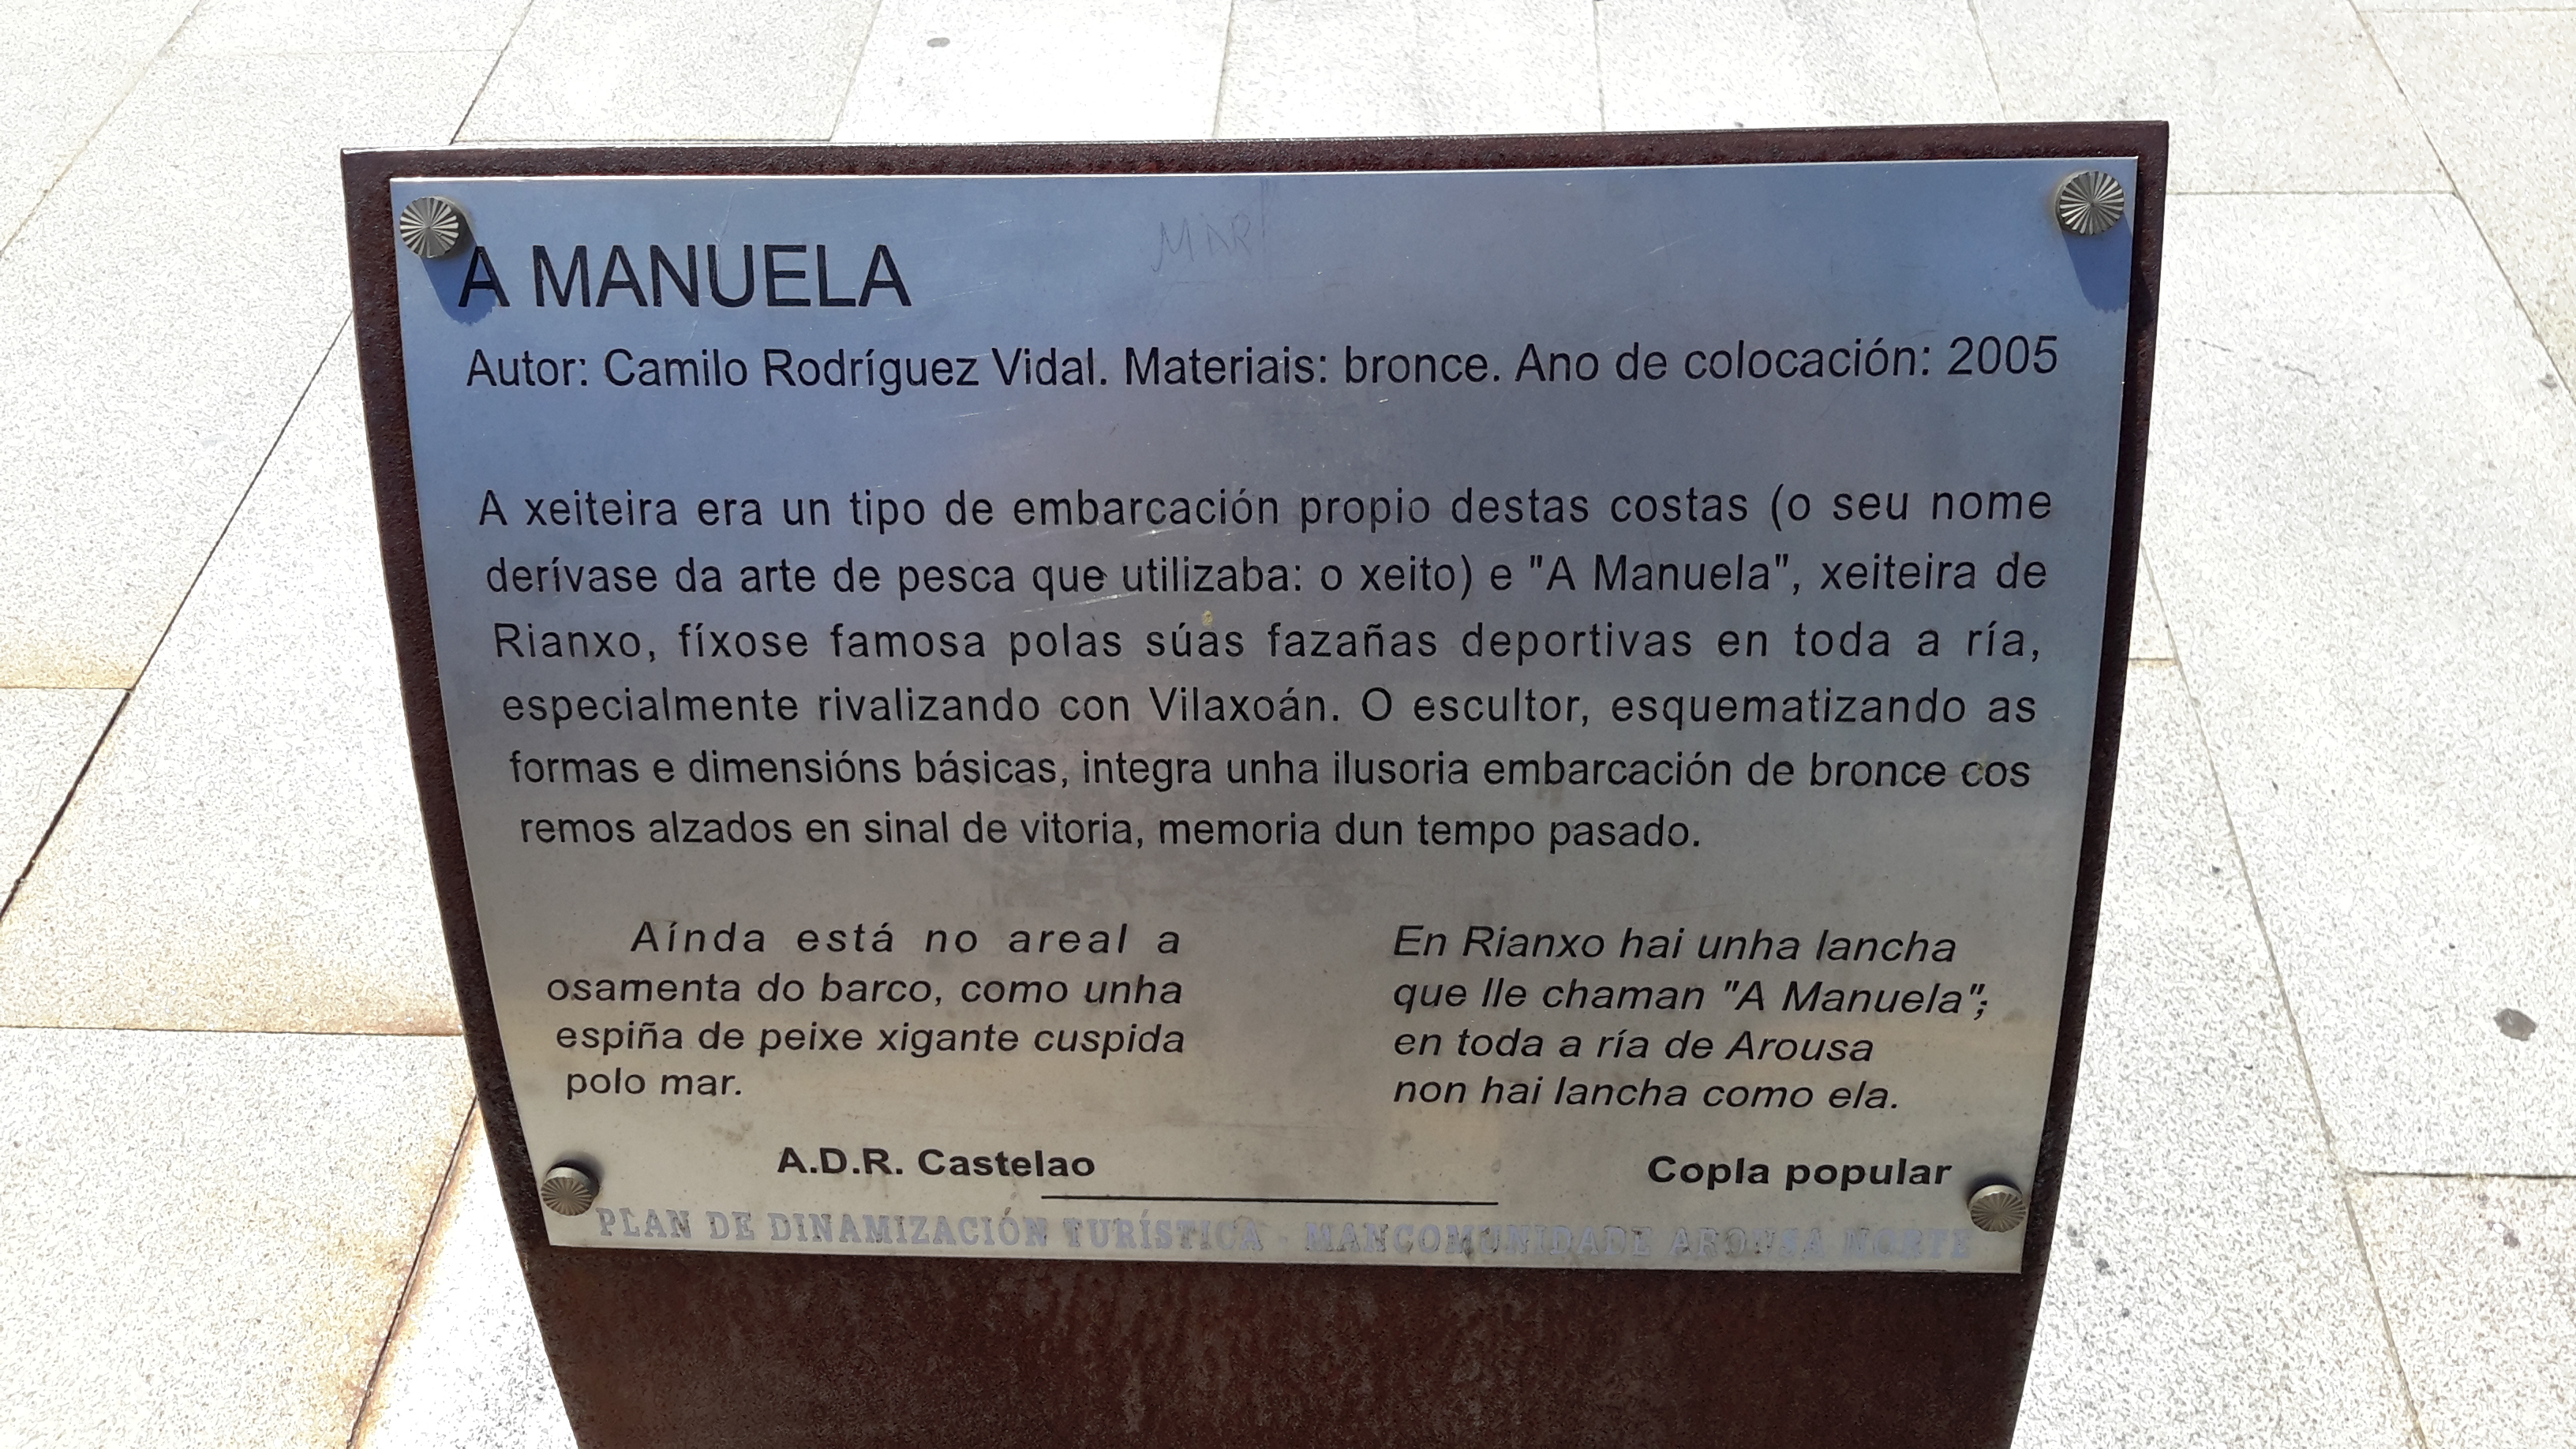 MARI
A MANUELA
Autor: Camilo Rodríguez Vidal. Materiais: bronce. Ano de colocación: 2005
A xeiteira era un tipo de embarcación propio destas costas (o seu nome
derívase da arte de pesca que utilizaba: o xeito) e "A Manuela", xeiteira de
Rianxo, fíxose famosa polas súas fazañas deportivas en toda a ría,
especialmente rivalizando con Vilaxoán. O escultor, esquematizando as
formas e dimensións básicas, integra unha ilusoria embarcación de bronce cos
remos alzados en sinal de vitoria, memoria dun tempo pasado.
Aínda está no areal a
osamenta do barco, como unha
espiña de peixe xigante cuspida
polo mar.
A.D.R. Castelao
En Rianxo hai unha lancha
que lle chaman "A Manuela";
en toda a ría de Arousa
non hai lancha como ela.
Copla popular
PLAN DE DINAMIZACIÓN TURÍSTICA - MANCOMUNIDADE AROUSA NORTE